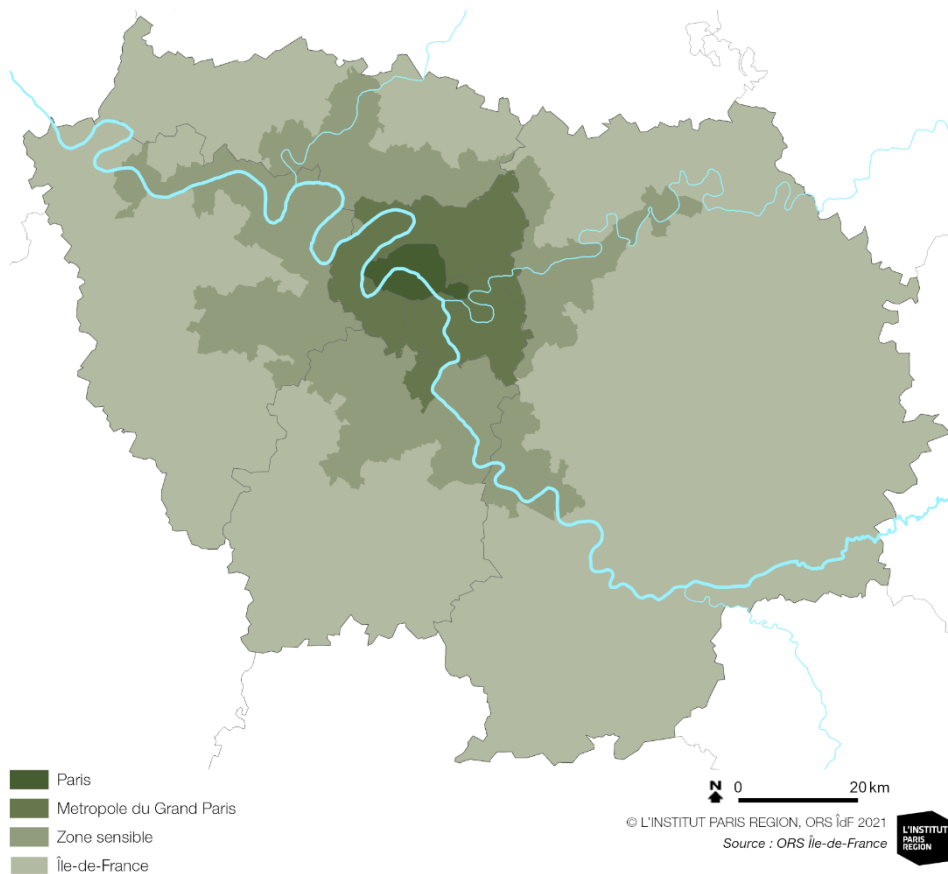 Paris
Metropole du Grand Paris
Zone sensible
Île-de-France
N 0 20 km
© L'INSTITUT PARIS REGION, ORS ÎdF 2021
Source : ORS Île-de-France
L'INSTITUT
PARIS
REGION